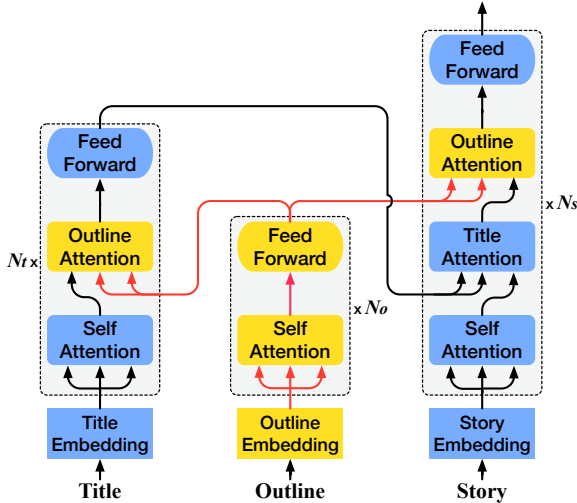 Feed
Forward
Outline
Attention
Nt x
Self
Attention
Title
Embedding
Title
Feed
Forward
x No
Self
Attention
Outline
Embedding
Outline
Feed
Forward
Outline
Attention
x Ns
Title
Attention
Self
Attention
Story
Embedding
Story